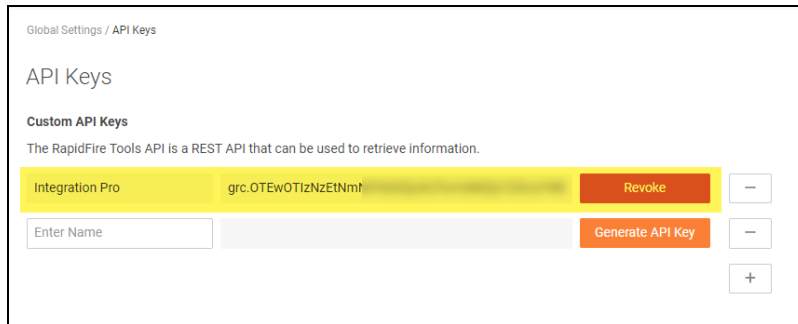 Global Settings / API Keys
API Keys
Custom API Keys
The RapidFire Tools API is a REST API that can be used to retrieve information.
Integration Pro grc.OTEwOTIzNzEtNmN Revoke −
Enter Name Generate API Key −
+